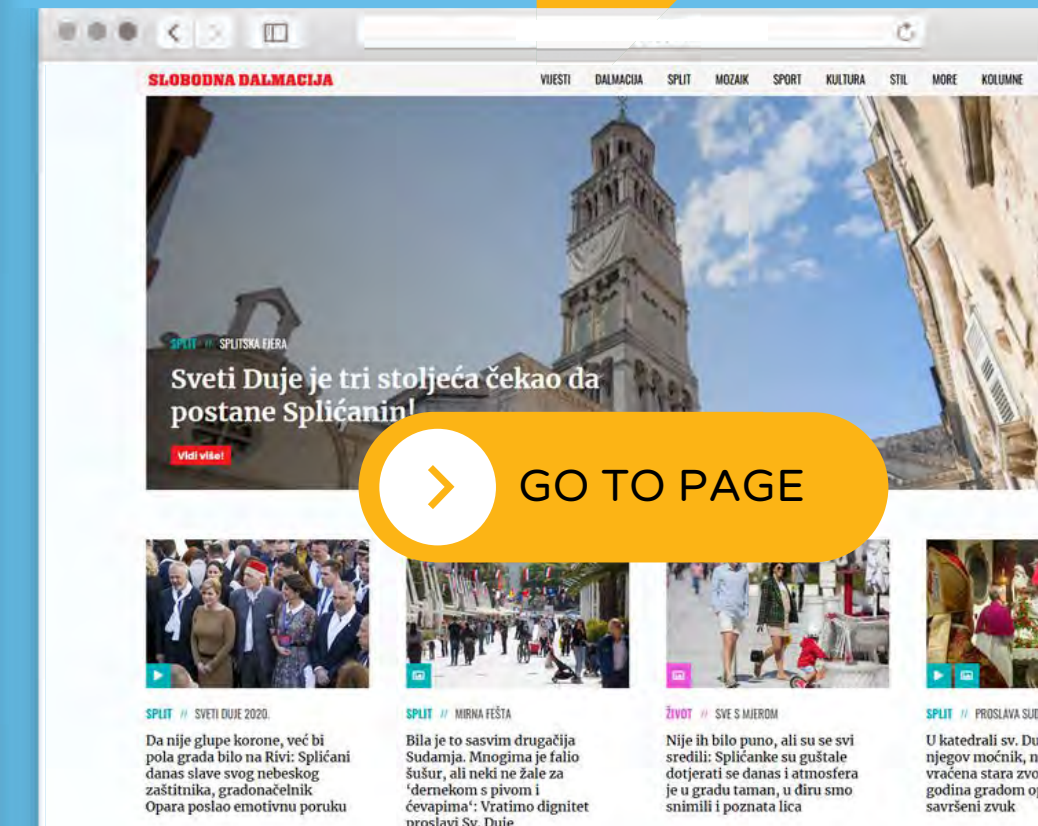 SLOBODNA DALMACIJA
VIJESTI DALMACIJA SPLIT MOZAIK SPORT KULTURA STIL MORE KOLUMNE
SPLIT // SPLITSKA FJERA
Sveti Duje je tri stoljeća čekao da
postane Splićanin!
Vidi više!
GO TO PAGE
SPLIT // SVETI DUJE 2020.
Da nije glupe korone, već bi
pola grada bilo na Rivi: Splićani
danas slave svog nebeskog
zaštitnika, gradonačelnik
Opara poslao emotivnu poruku
SPLIT // MIRNA FEŠTA
Bila je to sasvim drugačija
Sudamja. Mnogima je falio
šušur, ali neki ne žale za
‘dernekom s pivom i
ćevapima‘: Vratimo dignitet
proslavi Sv. Duje
ŽIVOT // SVE S MJEROM
Nije ih bilo puno, ali su se svi
sredili: Splićanke su guštale
dotjerati se danas i atmosfera
je u gradu taman, u điru smo
snimili i poznata lica
SPLIT // PROSLAVA SUD
U katedrali sv. Du
njegov moćnik, n
vraćena stara zvo
godina gradom o
savršeni zvuk